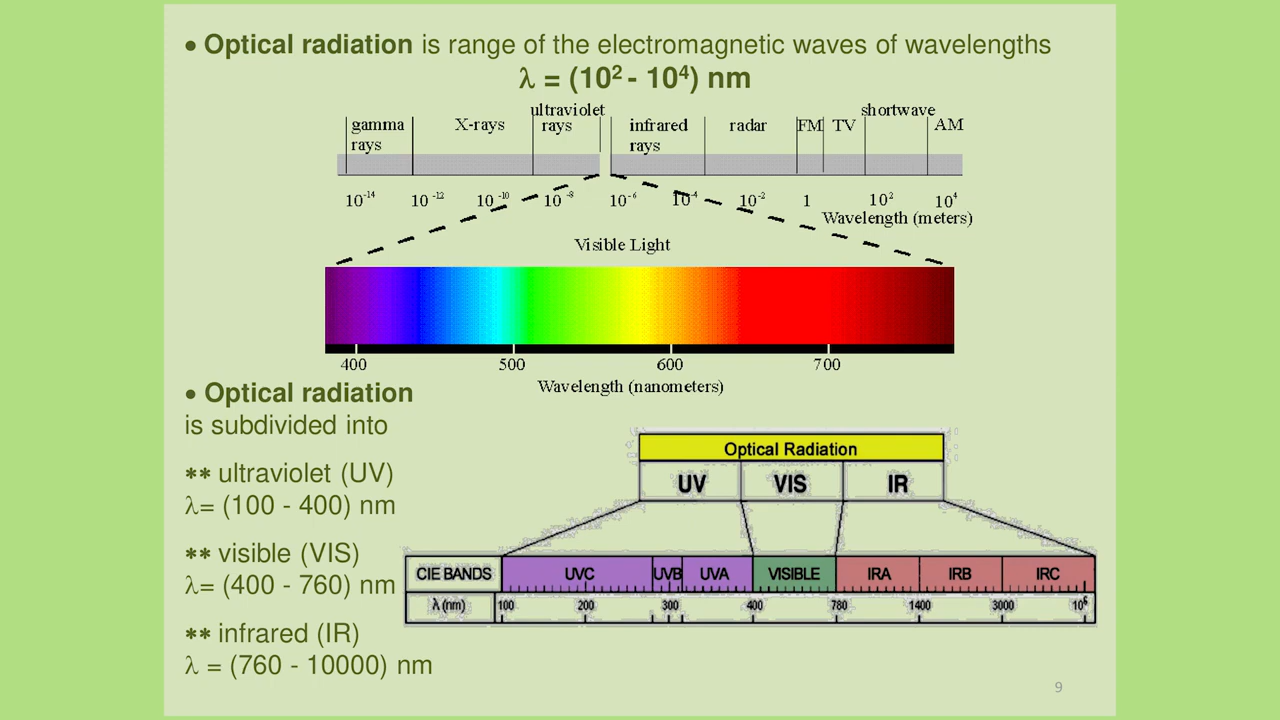 • Optical radiation is range of the electromagnetic waves of wavelengths
λ = (10² - 10⁴) nm
ultraviolet shortwave
gamma X-rays rays infrared radar FM TV AM
rays rays
10⁻¹⁴ 10⁻¹² 10⁻¹⁰ 10⁻⁸ 10⁻⁶ 10⁻⁴ 10⁻² 1 10² 10⁴
Wavelength (meters)
Visible Light
400 500 600 700
Wavelength (nanometers)
• Optical radiation
is subdivided into
** ultraviolet (UV)
λ= (100 - 400) nm
** visible (VIS)
λ= (400 - 760) nm
** infrared (IR)
λ = (760 - 10000) nm
Optical Radiation
UV VIS IR
CIE BANDS UVC UVB UVA VISIBLE IRA IRB IRC
λ (nm) 100 200 300 400 780 1400 3000 10⁶
9